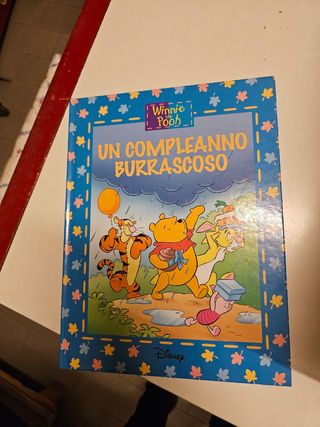 Winnie
the
Pooh
UN COMPLEANNO
BURRASCOSO
Disney